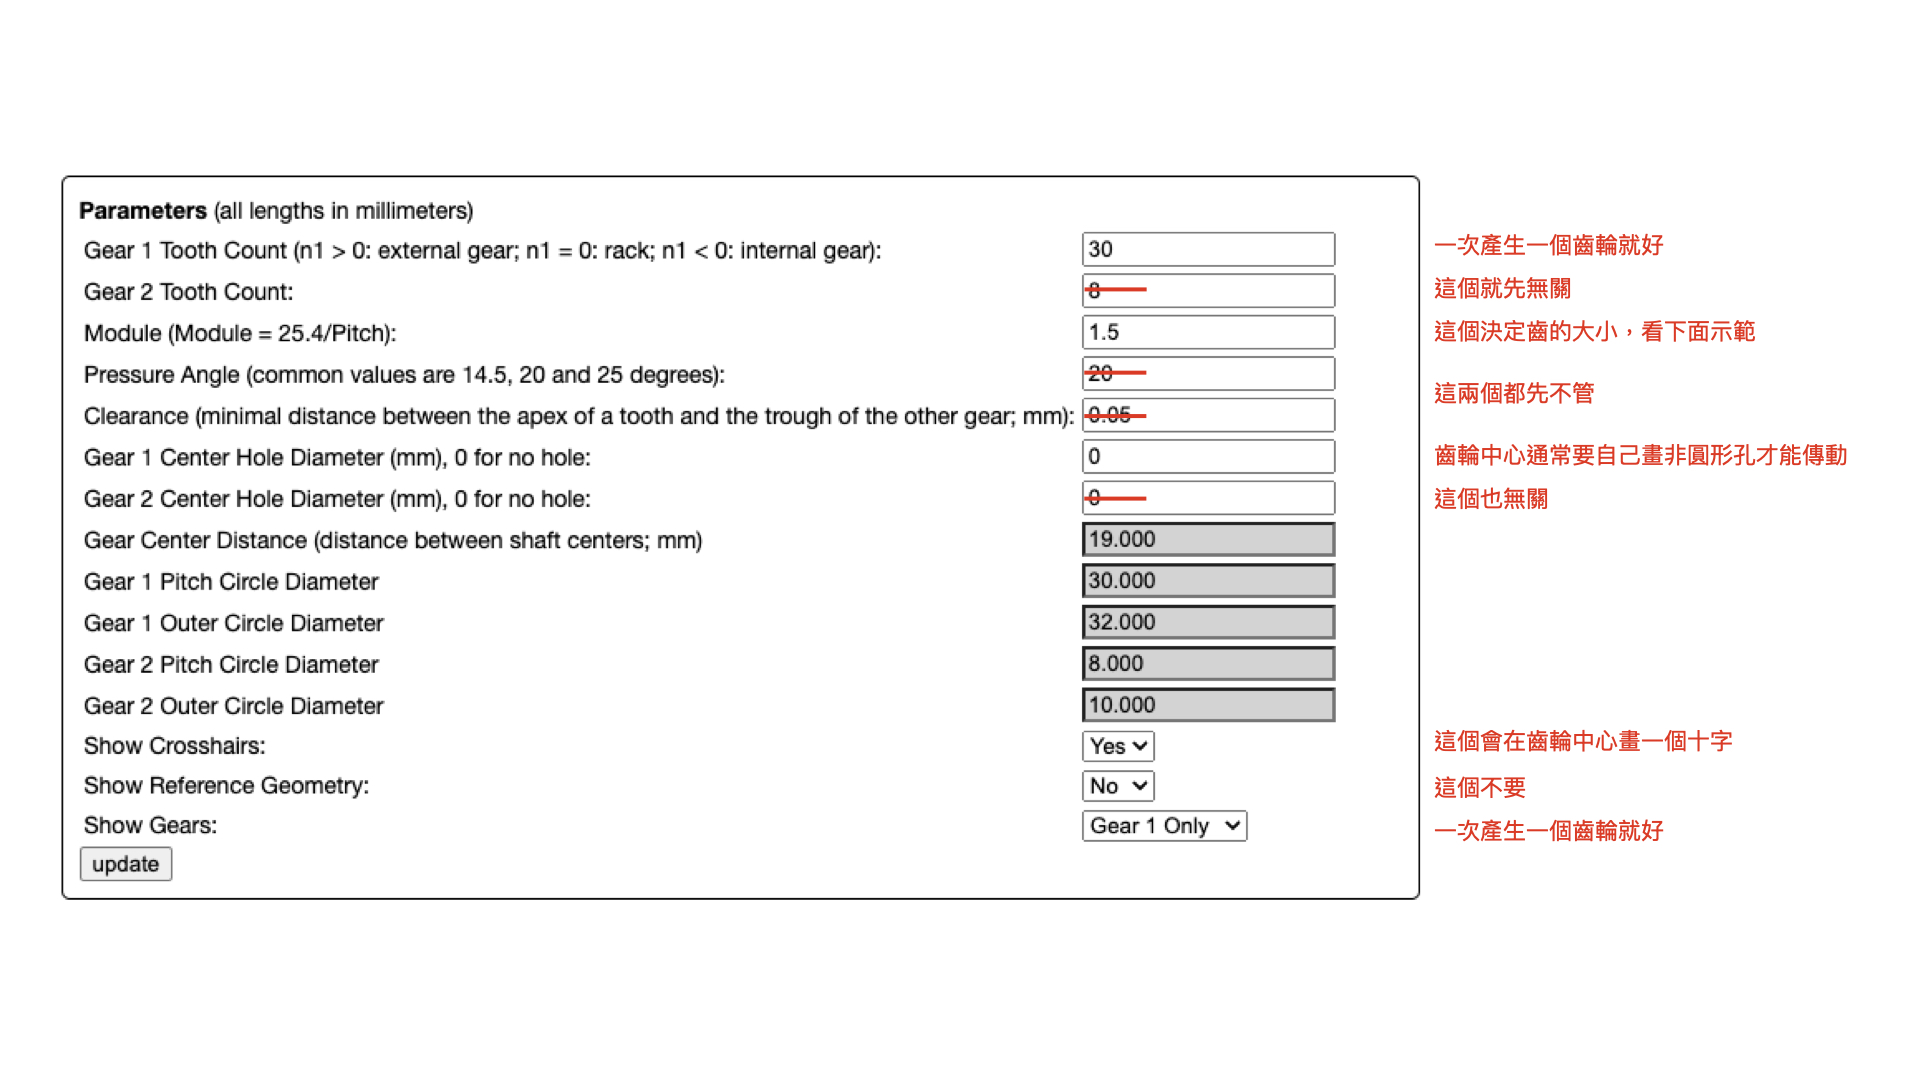 Parameters (all lengths in millimeters)
Gear 1 Tooth Count (n1 > 0: external gear; n1 = 0: rack; n1 < 0: internal gear): 30 一次產生一個齒輪就好
Gear 2 Tooth Count: 8 這個就先無關
Module (Module = 25.4/Pitch): 1.5 這個決定齒的大小，看下面示範
Pressure Angle (common values are 14.5, 20 and 25 degrees): 20
這兩個都先不管
Clearance (minimal distance between the apex of a tooth and the trough of the other gear; mm): 0.05
Gear 1 Center Hole Diameter (mm), 0 for no hole: 0 齒輪中心通常要自己畫非圓形孔才能傳動
Gear 2 Center Hole Diameter (mm), 0 for no hole: 0 這個也無關
Gear Center Distance (distance between shaft centers; mm) 19.000
Gear 1 Pitch Circle Diameter 30.000
Gear 1 Outer Circle Diameter 32.000
Gear 2 Pitch Circle Diameter 8.000
Gear 2 Outer Circle Diameter 10.000
Show Crosshairs: Yes 這個會在齒輪中心畫一個十字
Show Reference Geometry: No 這個不要
Show Gears: Gear 1 Only 一次產生一個齒輪就好
update